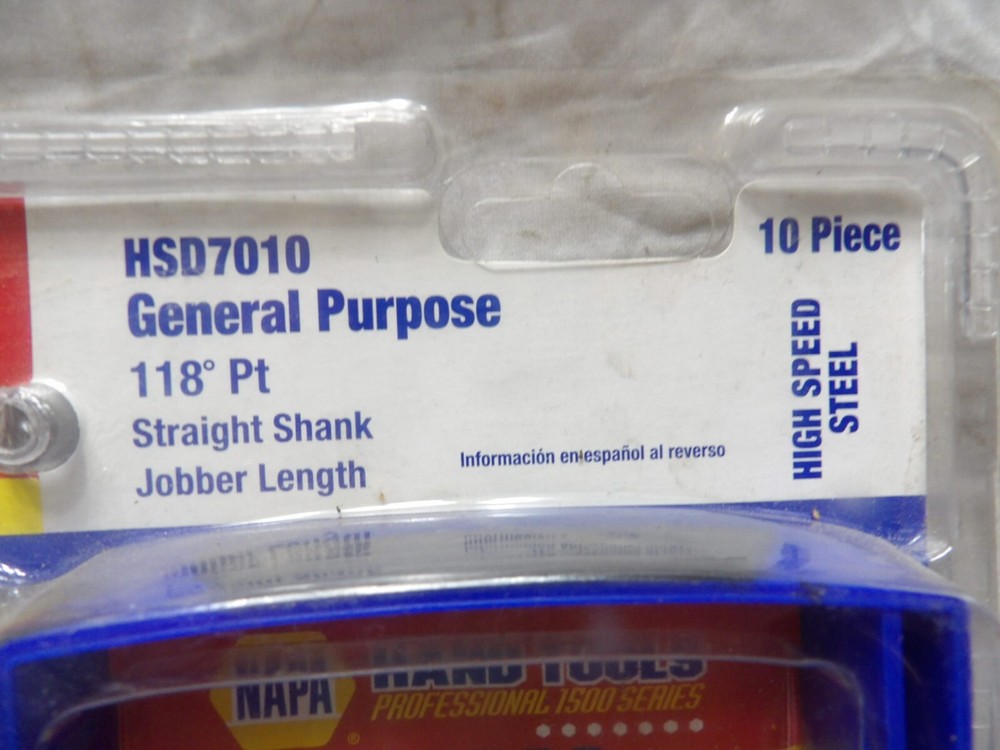 HSD7010
General Purpose
118° Pt
Straight Shank
Jobber Length
Información en español al reverso
10 Piece
HIGH SPEED
STEEL
NAPA
®
HAND TOOLS
PROFESSIONAL 1500 SERIES